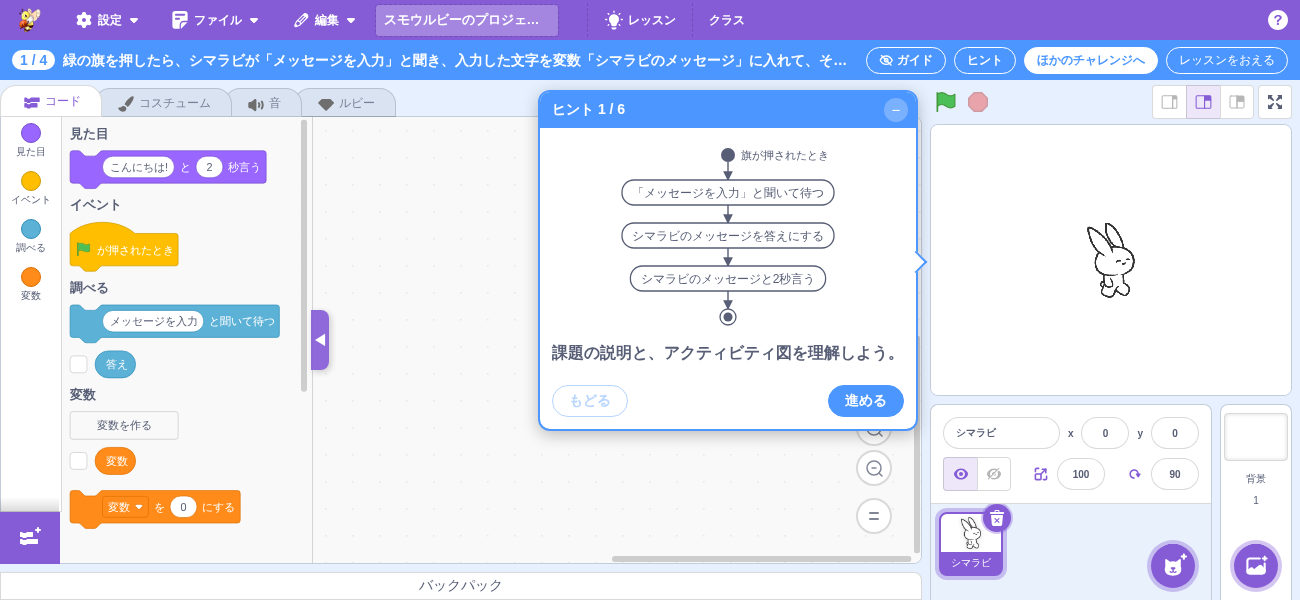 設定
ファイル
編集
スモウルビーのプロジェ…
レッスン
クラス
?
1 / 4
緑の旗を押したら、シマラビが「メッセージを入力」と聞き、入力した文字を変数「シマラビのメッセージ」に入れて、そ…
ガイド
ヒント
ほかのチャレンジへ
レッスンをおえる
コード
コスチューム
音
ルビー
見た目
イベント
調べる
変数
見た目
こんにちは! と 2 秒言う
イベント
が押されたとき
調べる
メッセージを入力 と聞いて待つ
答え
変数
変数を作る
変数
変数 を 0 にする
ヒント 1 / 6
旗が押されたとき
「メッセージを入力」と聞いて待つ
シマラビのメッセージを答えにする
シマラビのメッセージと2秒言う
課題の説明と、アクティビティ図を理解しよう。
もどる
進める
シマラビ x 0 y 0
100
90
シマラビ
背景
1
バックパック